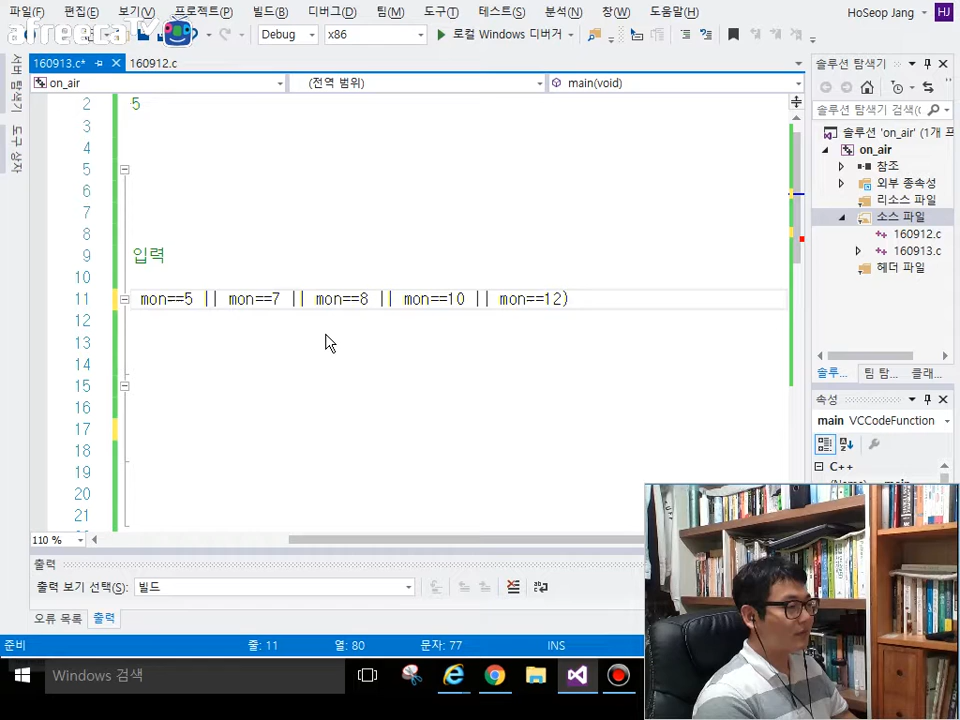 파일(F) 편집(E) 보기(V) 프로젝트(P) 빌드(B) 디버그(D) 팀(M) 도구(T) 테스트(S) 분석(N) 창(W) 도움말(H) HoSeop Jang HJ
afreecaTV
Debug x86 로컬 Windows 디버거
160913.c* 160912.c
on_air (전역 범위) main(void)
서버 탐색기
도구 상자
2 5
3
4
5
6
7
8
9 입력
10
11 mon==5 || mon==7 || mon==8 || mon==10 || mon==12)
12
13
14
15
16
17
18
19
20
21
110 %
솔루션 탐색기
솔루션 탐색기 검색(
솔루션 'on_air' (1개 프
on_air
참조
외부 종속성
리소스 파일
소스 파일
160912.c
160913.c
헤더 파일
솔루... 팀 탐... 클래...
속성
main VCCodeFunction
C++
(Name) main
출력
출력 보기 선택(S): 빌드
오류 목록 출력
준비 줄: 11 열: 80 문자: 77 INS
Windows 검색